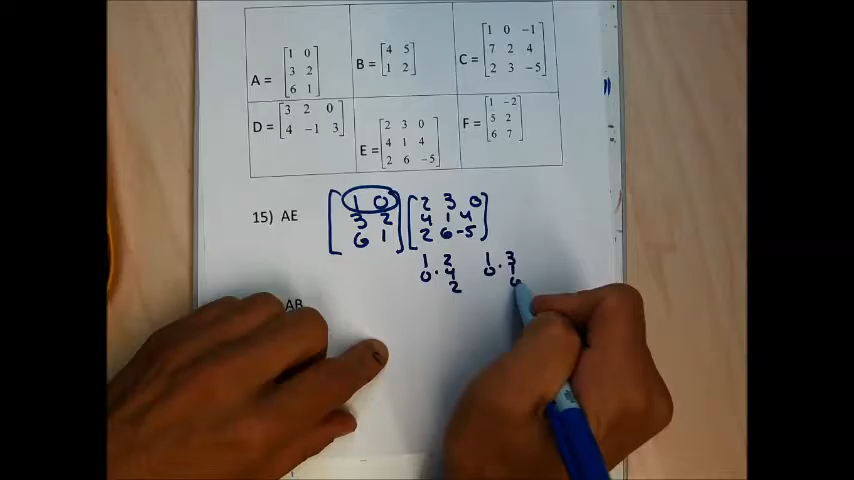 A = [1 0 B = [4 5 C = [1 0 -1
3 2 1 2] 7 2 4
6 1] 2 3 -5]
D = [3 2 0 E = [2 3 0 F = [1 -2
4 -1 3] 4 1 4 5 2
2 6 -5] 6 7]
15) AE [1 0 [2 3 0
3 2 4 1 4
6 1] 2 6 -5]
1 2 1 3
0 · 4 0 · 1
2 6
AB